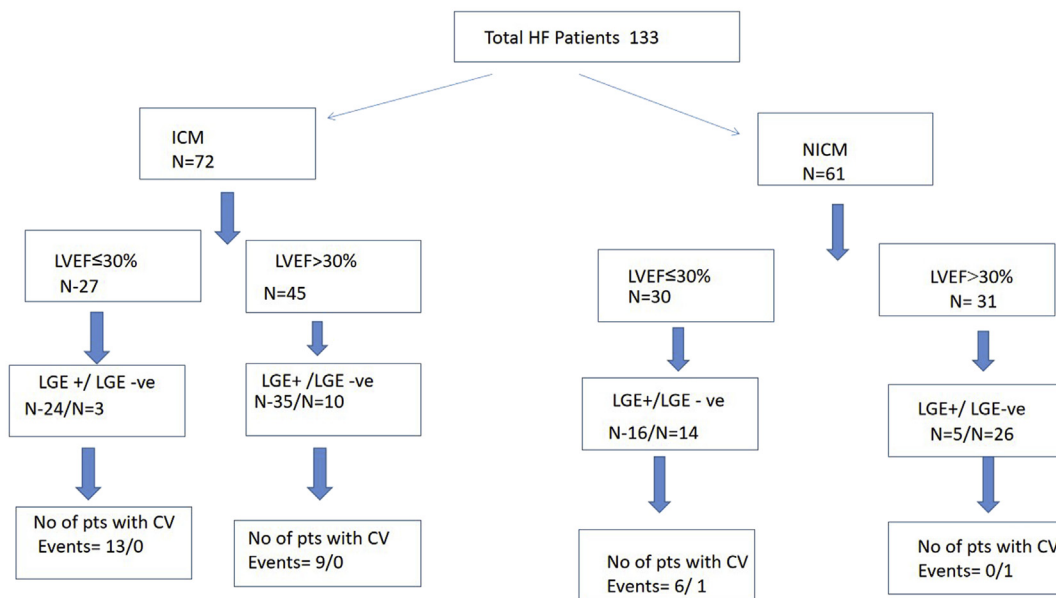 Total HF Patients 133
ICM
N=72
NICM
N=61
LVEF≤30%
N-27
LVEF>30%
N=45
LVEF≤30%
N=30
LVEF>30%
N= 31
LGE +/ LGE -ve
N-24/N=3
LGE+ /LGE -ve
N-35/N=10
LGE+/LGE - ve
N-16/N=14
LGE+/ LGE-ve
N=5/N=26
No of pts with CV
Events= 13/0
No of pts with CV
Events= 9/0
No of pts with CV
Events= 6/ 1
No of pts with CV
Events= 0/1